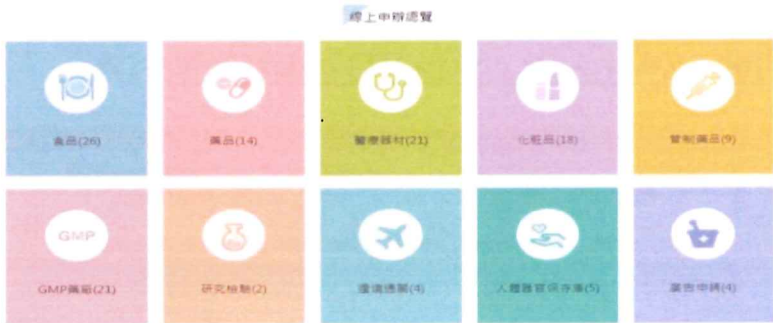 線上申辦總覽
食品(26)
藥品(14)
醫療器材(21)
化粧品(18)
管制藥品(9)
GMP
GMP藥廠(21)
研究檢驗(2)
邊境通關(4)
人體器官保存庫(5)
廣告申請(4)